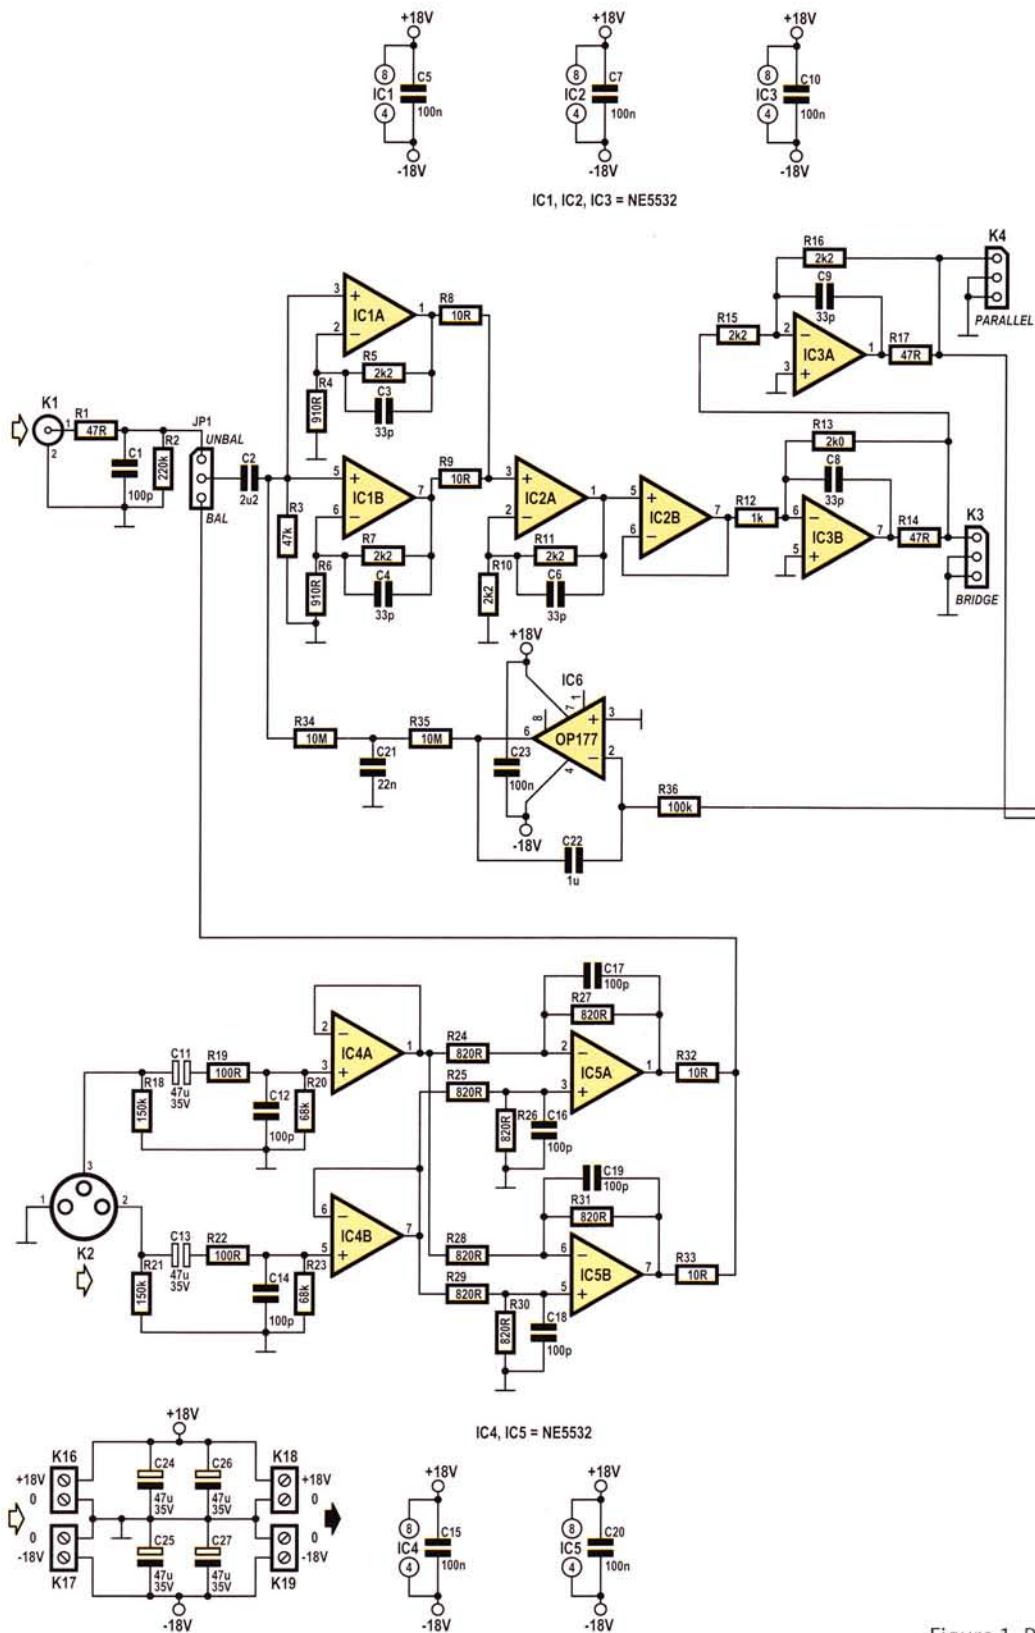 +18V +18V +18V
8 C5 8 C7 8 C10
IC1 IC2 IC3
4 100n 4 100n 4 100n
-18V -18V -18V
IC1, IC2, IC3 = NE5532
R16
2k2
K4
C9
33p
PARALLEL
R15
2k2
2 −
IC3A
3 +
1
R17
47R
3 +
IC1A
2 −
1
R8
10R
R5
2k2
R4
910R
C3
33p
K1
1
2
R1
47R
C1
100p
R2
220k
JP1
UNBAL
BAL
C2
2u2
R3
47k
5 +
IC1B
6 −
7
R9
10R
R7
2k2
R6
910R
C4
33p
3 +
IC2A
2 −
1
R11
2k2
R10
2k2
C6
33p
5 +
IC2B
6 −
7
R12
1k
R13
2k0
C8
33p
6 −
IC3B
5 +
7
R14
47R
K3
BRIDGE
+18V
IC6
7 1
8
6
OP177
+ 3
− 2
4
C23
100n
-18V
R34
10M
R35
10M
C21
22n
R36
100k
C22
1u
C17
100p
R27
820R
2 −
IC4A
3 +
1
R24
820R
R25
820R
2 −
IC5A
3 +
1
R32
10R
R26
820R
C16
100p
C11
47u
35V
R19
100R
R18
150k
C12
100p
R20
68k
3
1
2
K2
C13
47u
35V
R22
100R
R21
150k
C14
100p
R23
68k
6 −
IC4B
5 +
7
C19
100p
R31
820R
R28
820R
R29
820R
6 −
IC5B
5 +
7
R33
10R
R30
820R
C18
100p
IC4, IC5 = NE5532
+18V
K16
+18V
0
C24
47u
35V
C26
47u
35V
K18
+18V
0
0
-18V
K17
C25
47u
35V
C27
47u
35V
0
-18V
K19
-18V
+18V +18V
8 C15 8 C20
IC4 IC5
4 100n 4 100n
-18V -18V